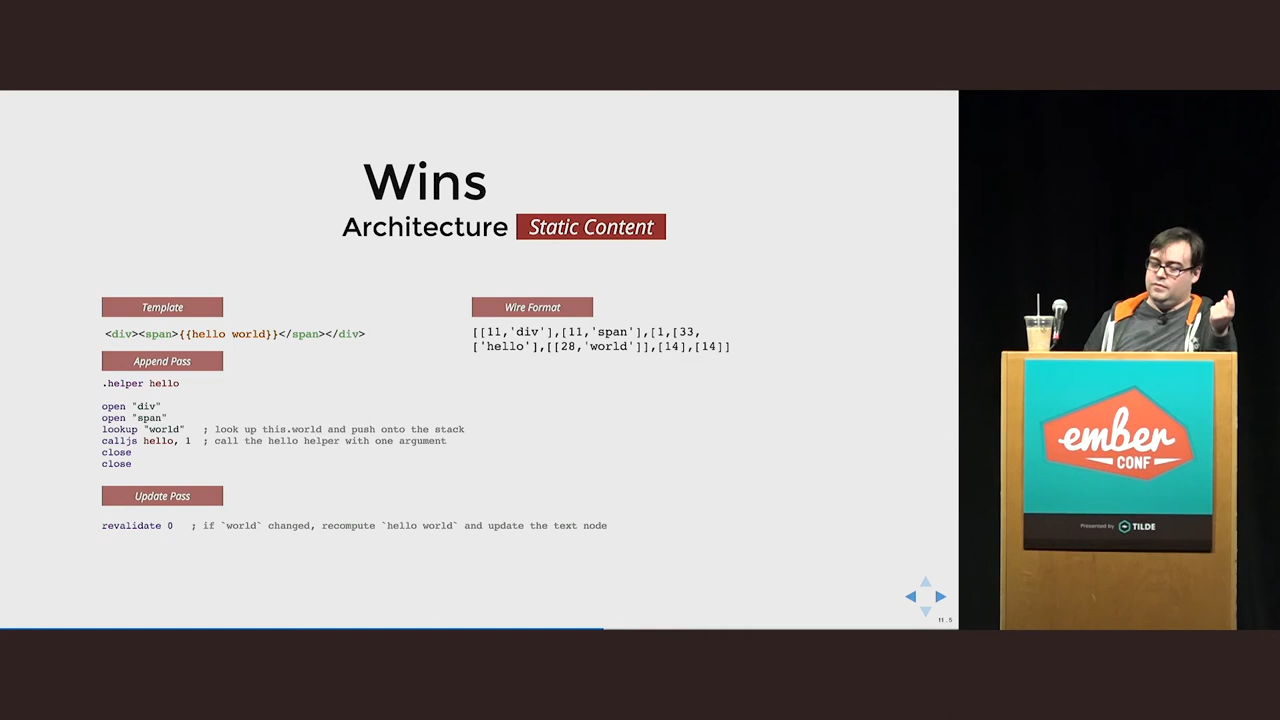 Wins
Architecture Static Content
Template
<div><span>{{hello world}}</span></div>
Append Pass
.helper hello
open "div"
open "span"
lookup "world" ; look up this.world and push onto the stack
calljs hello, 1 ; call the hello helper with one argument
close
close
Update Pass
revalidate 0 ; if `world` changed, recompute `hello world` and update the text node
Wire Format
[[11,'div'],[11,'span'],[1,[33,
['hello'],[[28,'world']],[14],[14]]
11.5
ember
CONF
Presented by TILDE